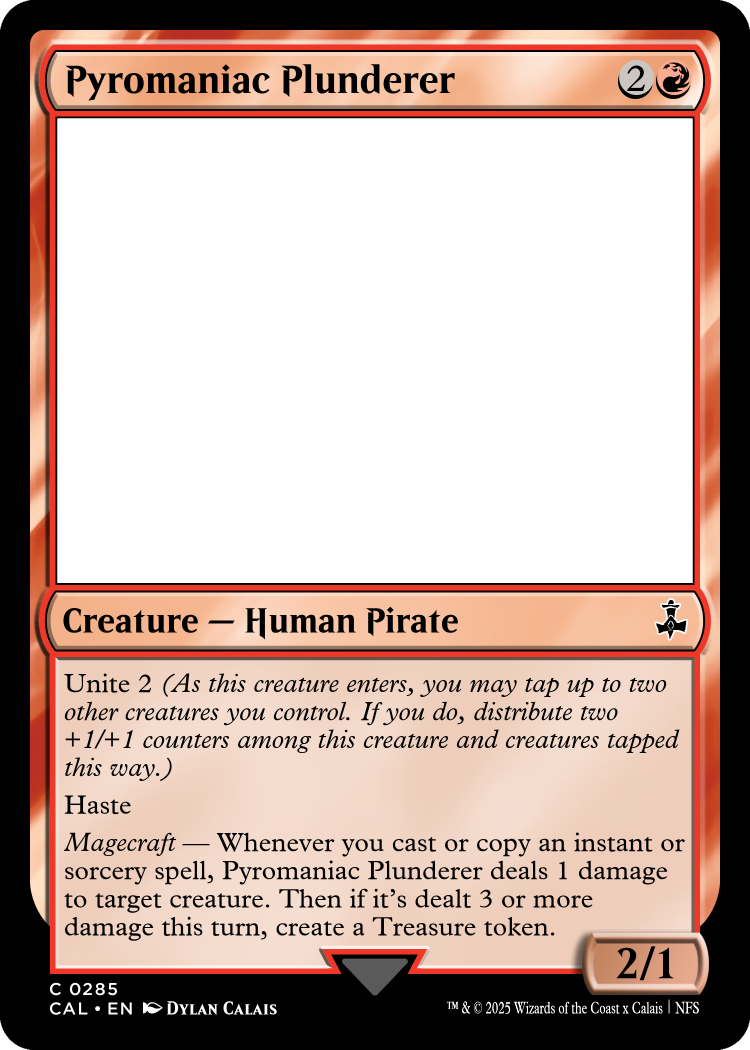 Pyromaniac Plunderer 2
Creature — Human Pirate
Unite 2 (As this creature enters, you may tap up to two
other creatures you control. If you do, distribute two
+1/+1 counters among this creature and creatures tapped
this way.)
Haste
Magecraft — Whenever you cast or copy an instant or
sorcery spell, Pyromaniac Plunderer deals 1 damage
to target creature. Then if it's dealt 3 or more
damage this turn, create a Treasure token.
2/1
C 0285
CAL • EN Dylan Calais
™ & © 2025 Wizards of the Coast x Calais | NFS